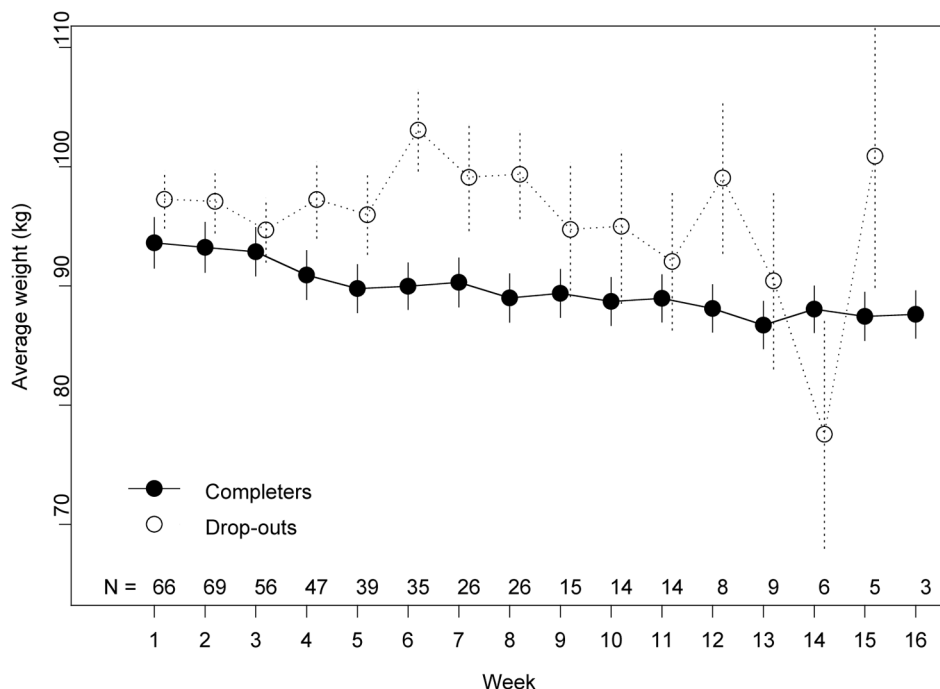 110
100
90
80
70
Average weight (kg)
Completers
Drop-outs
N = 66 69 56 47 39 35 26 26 15 14 14 8 9 6 5 3
1 2 3 4 5 6 7 8 9 10 11 12 13 14 15 16
Week